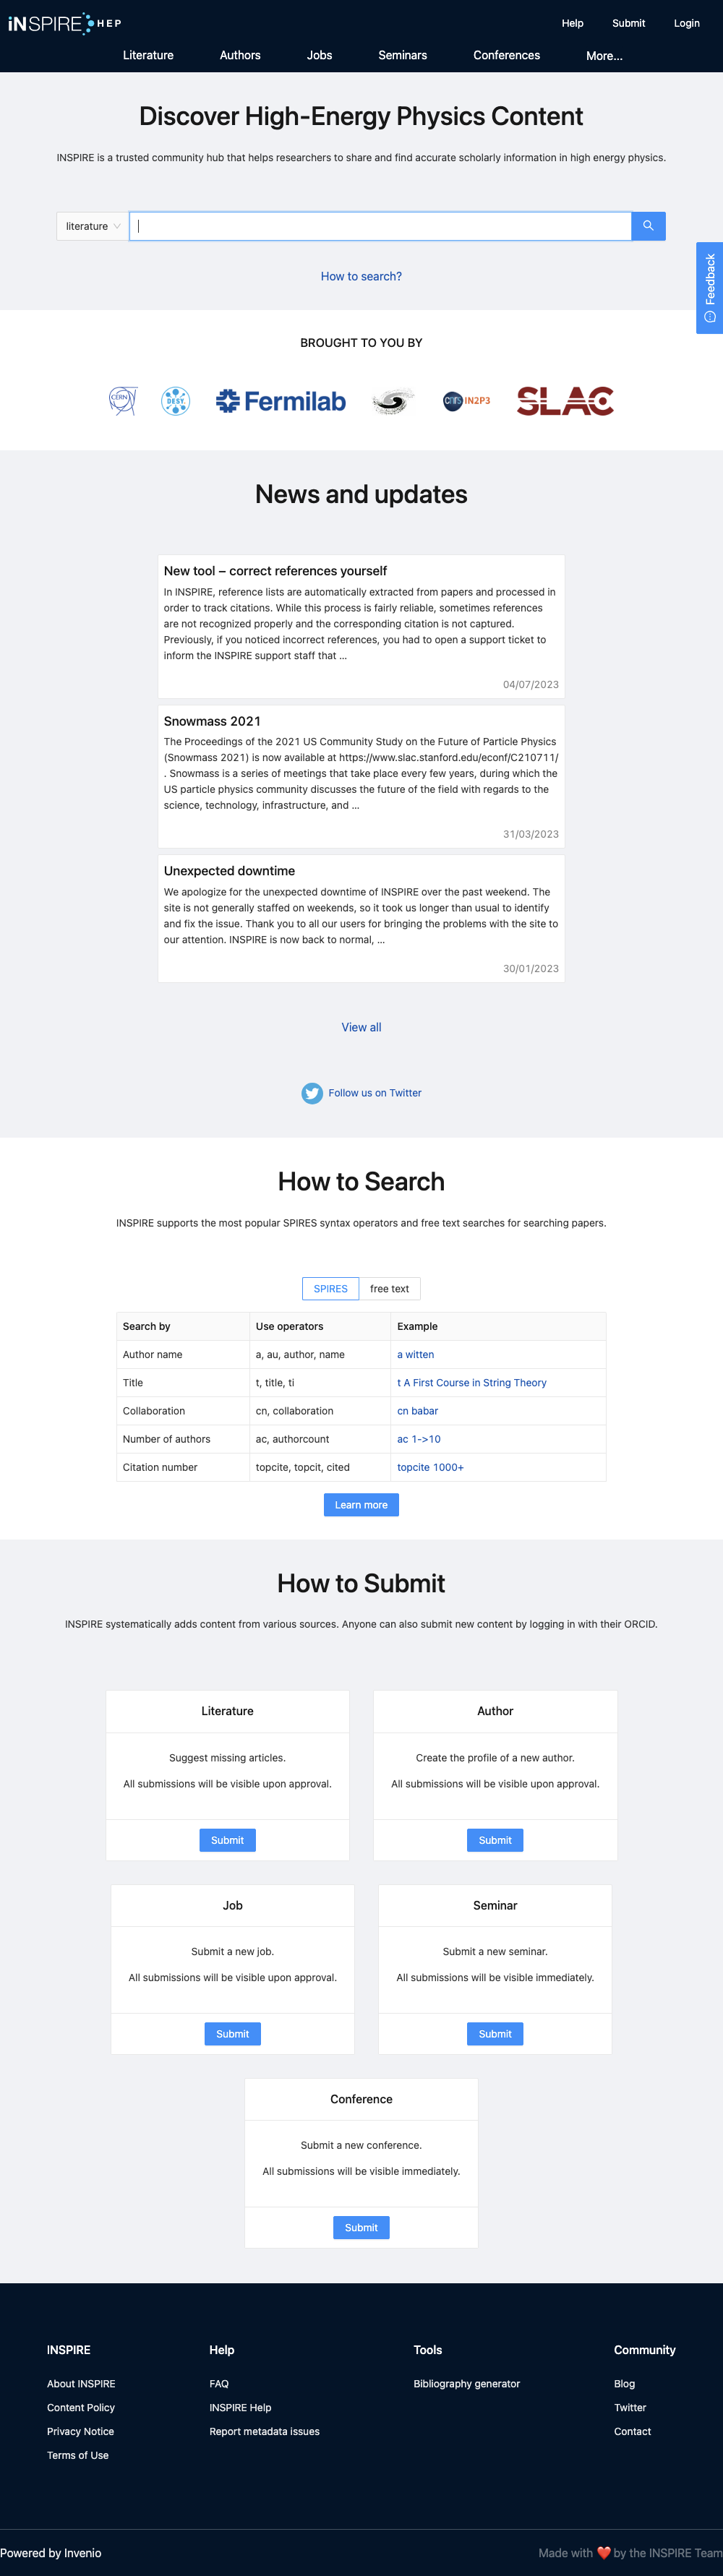 iNSPIRE HEP
Help Submit Login
Literature Authors Jobs Seminars Conferences More...
Discover High-Energy Physics Content
INSPIRE is a trusted community hub that helps researchers to share and find accurate scholarly information in high energy physics.
literature
Feedback
How to search?
BROUGHT TO YOU BY
CERN DESY. Fermilab cnrs IN2P3 SLAC
News and updates
New tool – correct references yourself
In INSPIRE, reference lists are automatically extracted from papers and processed in
order to track citations. While this process is fairly reliable, sometimes references
are not recognized properly and the corresponding citation is not captured.
Previously, if you noticed incorrect references, you had to open a support ticket to
inform the INSPIRE support staff that ...
04/07/2023
Snowmass 2021
The Proceedings of the 2021 US Community Study on the Future of Particle Physics
(Snowmass 2021) is now available at https://www.slac.stanford.edu/econf/C210711/
. Snowmass is a series of meetings that take place every few years, during which the
US particle physics community discusses the future of the field with regards to the
science, technology, infrastructure, and ...
31/03/2023
Unexpected downtime
We apologize for the unexpected downtime of INSPIRE over the past weekend. The
site is not generally staffed on weekends, so it took us longer than usual to identify
and fix the issue. Thank you to all our users for bringing the problems with the site to
our attention. INSPIRE is now back to normal, ...
30/01/2023
View all
Follow us on Twitter
How to Search
INSPIRE supports the most popular SPIRES syntax operators and free text searches for searching papers.
SPIRES free text
Search by Use operators Example
Author name a, au, author, name a witten
Title t, title, ti t A First Course in String Theory
Collaboration cn, collaboration cn babar
Number of authors ac, authorcount ac 1->10
Citation number topcite, topcit, cited topcite 1000+
Learn more
How to Submit
INSPIRE systematically adds content from various sources. Anyone can also submit new content by logging in with their ORCID.
Literature
Suggest missing articles.
All submissions will be visible upon approval.
Submit
Author
Create the profile of a new author.
All submissions will be visible upon approval.
Submit
Job
Submit a new job.
All submissions will be visible upon approval.
Submit
Seminar
Submit a new seminar.
All submissions will be visible immediately.
Submit
Conference
Submit a new conference.
All submissions will be visible immediately.
Submit
INSPIRE
About INSPIRE
Content Policy
Privacy Notice
Terms of Use
Help
FAQ
INSPIRE Help
Report metadata issues
Tools
Bibliography generator
Community
Blog
Twitter
Contact
Powered by Invenio
Made with ❤️ by the INSPIRE Team